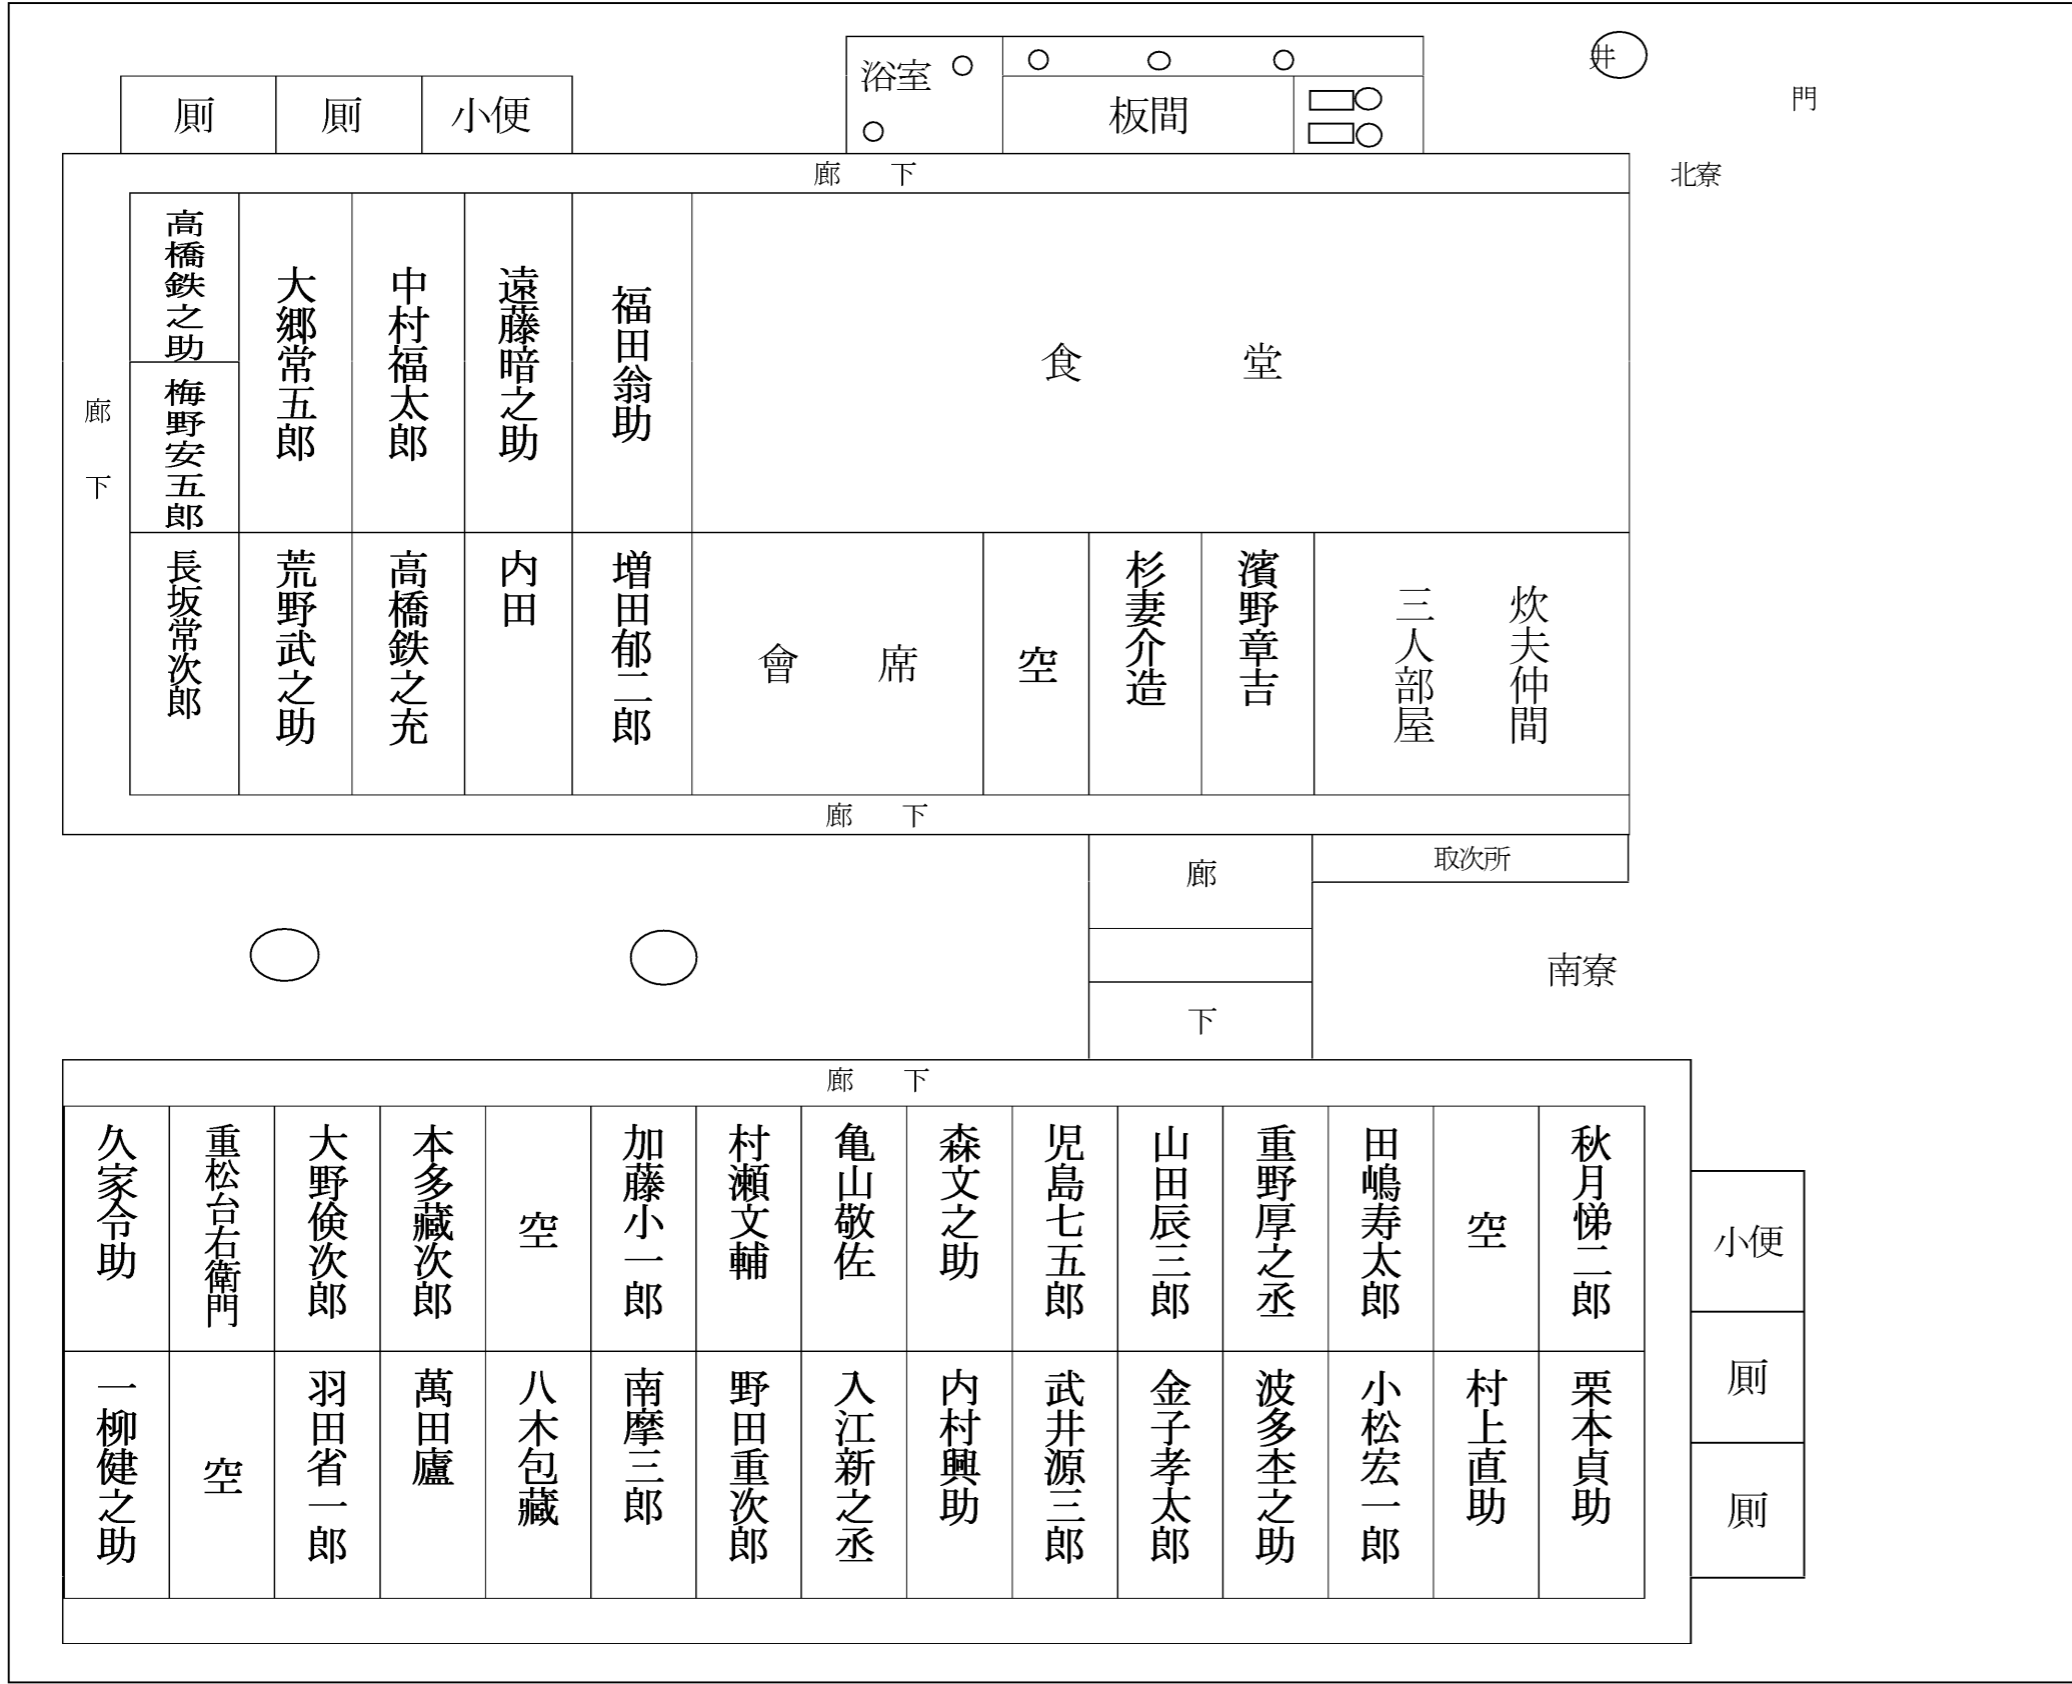 井
門
浴室
厠
厠
小便
板間
廊　下
北寮
高橋鉄之助
梅野安五郎
大郷常五郎
中村福太郎
遠藤暗之助
福田翁助
食　堂
廊　下
長坂常次郎
荒野武之助
高橋鉄之充
内田
増田郁二郎
會　席
空
杉妻介造
濱野章吉
炊夫仲間
三人部屋
廊　下
取次所
廊　下
南寮
廊　下
久家令助
重松台右衛門
大野倹次郎
本多藏次郎
空
加藤小一郎
村瀬文輔
亀山敬佐
森文之助
児島七五郎
山田辰三郎
重野厚之丞
田嶋寿太郎
空
秋月悌二郎
小便
厠
厠
一柳健之助
空
羽田省一郎
萬田廬
八木包藏
南摩三郎
野田重次郎
入江新之丞
内村興助
武井源三郎
金子孝太郎
波多杢之助
小松宏一郎
村上直助
栗本貞助